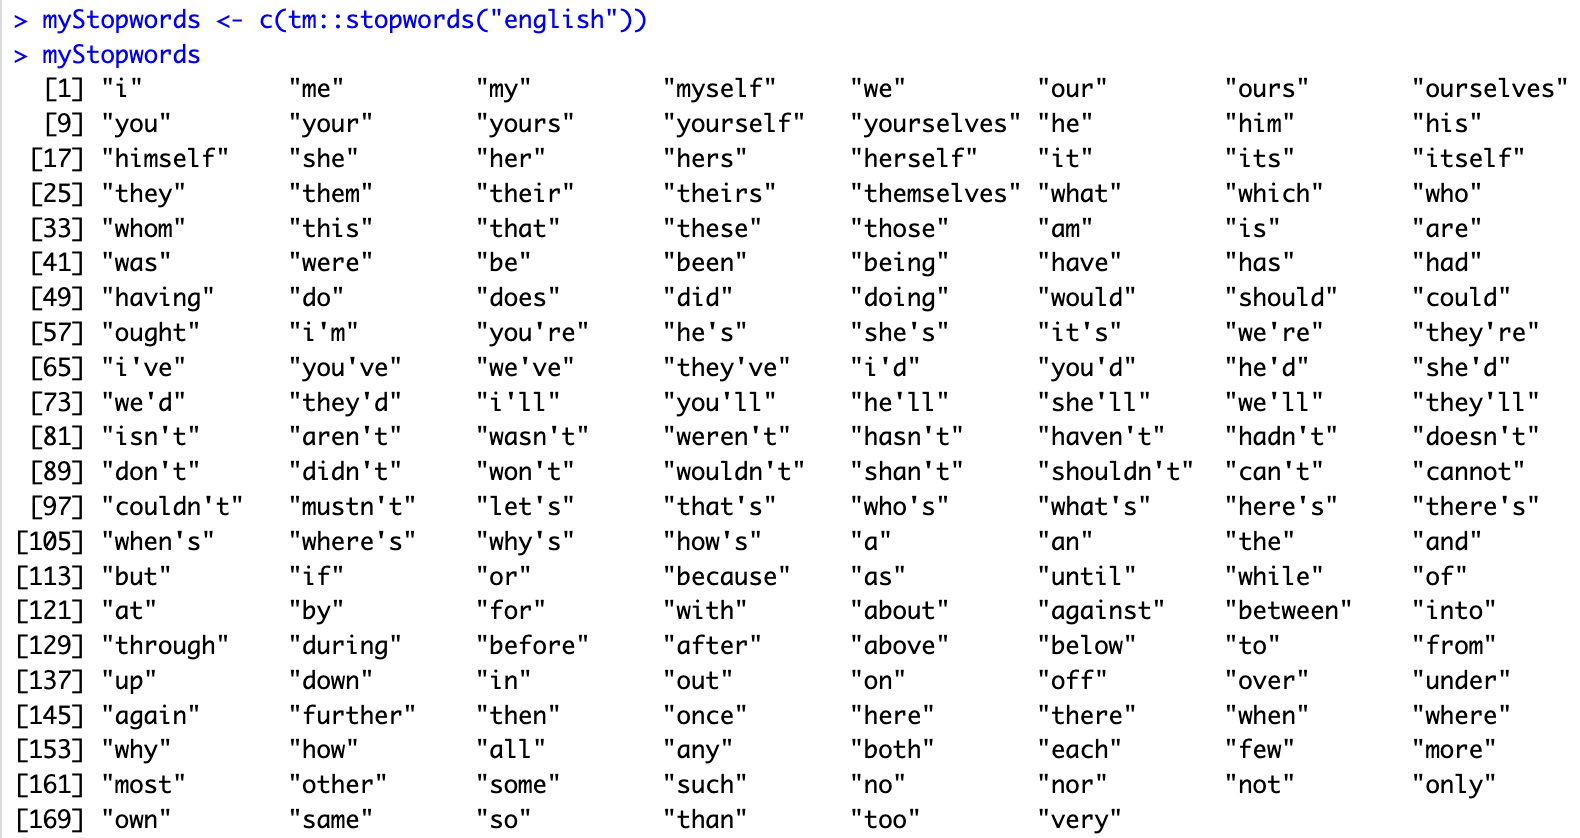 > myStopwords <- c(tm::stopwords("english"))
> myStopwords
[1] "i" "me" "my" "myself" "we" "our" "ours" "ourselves"
[9] "you" "your" "yours" "yourself" "yourselves" "he" "him" "his"
[17] "himself" "she" "her" "hers" "herself" "it" "its" "itself"
[25] "they" "them" "their" "theirs" "themselves" "what" "which" "who"
[33] "whom" "this" "that" "these" "those" "am" "is" "are"
[41] "was" "were" "be" "been" "being" "have" "has" "had"
[49] "having" "do" "does" "did" "doing" "would" "should" "could"
[57] "ought" "i'm" "you're" "he's" "she's" "it's" "we're" "they're"
[65] "i've" "you've" "we've" "they've" "i'd" "you'd" "he'd" "she'd"
[73] "we'd" "they'd" "i'll" "you'll" "he'll" "she'll" "we'll" "they'll"
[81] "isn't" "aren't" "wasn't" "weren't" "hasn't" "haven't" "hadn't" "doesn't"
[89] "don't" "didn't" "won't" "wouldn't" "shan't" "shouldn't" "can't" "cannot"
[97] "couldn't" "mustn't" "let's" "that's" "who's" "what's" "here's" "there's"
[105] "when's" "where's" "why's" "how's" "a" "an" "the" "and"
[113] "but" "if" "or" "because" "as" "until" "while" "of"
[121] "at" "by" "for" "with" "about" "against" "between" "into"
[129] "through" "during" "before" "after" "above" "below" "to" "from"
[137] "up" "down" "in" "out" "on" "off" "over" "under"
[145] "again" "further" "then" "once" "here" "there" "when" "where"
[153] "why" "how" "all" "any" "both" "each" "few" "more"
[161] "most" "other" "some" "such" "no" "nor" "not" "only"
[169] "own" "same" "so" "than" "too" "very"